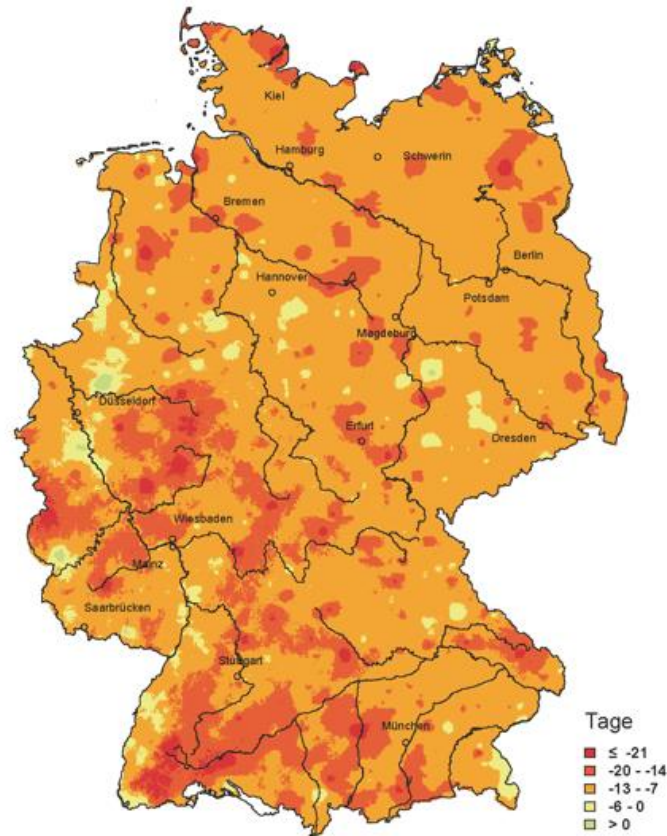 Kiel
Hamburg
Schwerin
Bremen
Berlin
Hannover
Potsdam
Magdeburg
Düsseldorf
Erfurt
Dresden
Wiesbaden
Mainz
Saarbrücken
Stuttgart
München
Tage
≤ -21
-20 - -14
-13 - -7
-6 - 0
> 0